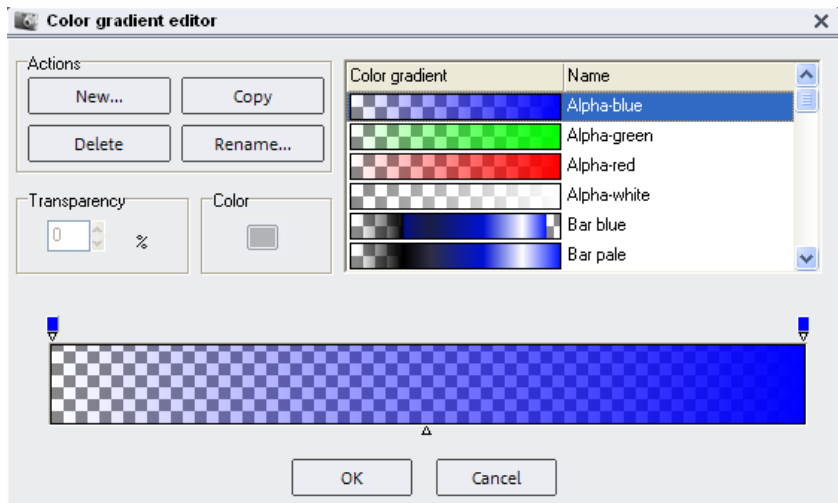 Color gradient editor
Actions
New...
Copy
Delete
Rename...
Transparency
0
%
Color
Color gradient
Name
Alpha-blue
Alpha-green
Alpha-red
Alpha-white
Bar blue
Bar pale
OK
Cancel